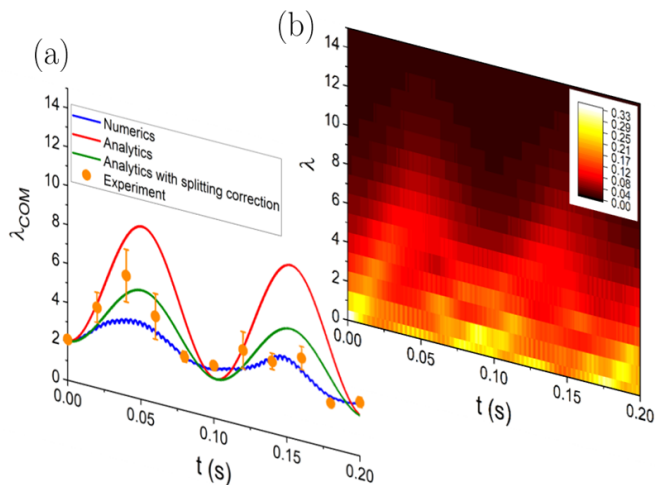 (a)
14
12
10
8
6
4
2
0
λCOM
Numerics
Analytics
Analytics with splitting correction
Experiment
0.00 0.05 0.10 0.15 0.20
t (s)
(b)
14
12
10
8
6
4
2
0
λ
0.33
0.29
0.25
0.21
0.17
0.12
0.08
0.04
0.00
0.00 0.05 0.10 0.15 0.20
t (s)